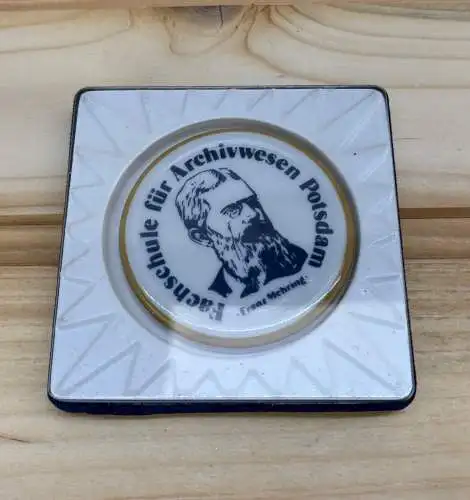 Fachschule für Archivwesen Potsdam
-Franz Mehring-